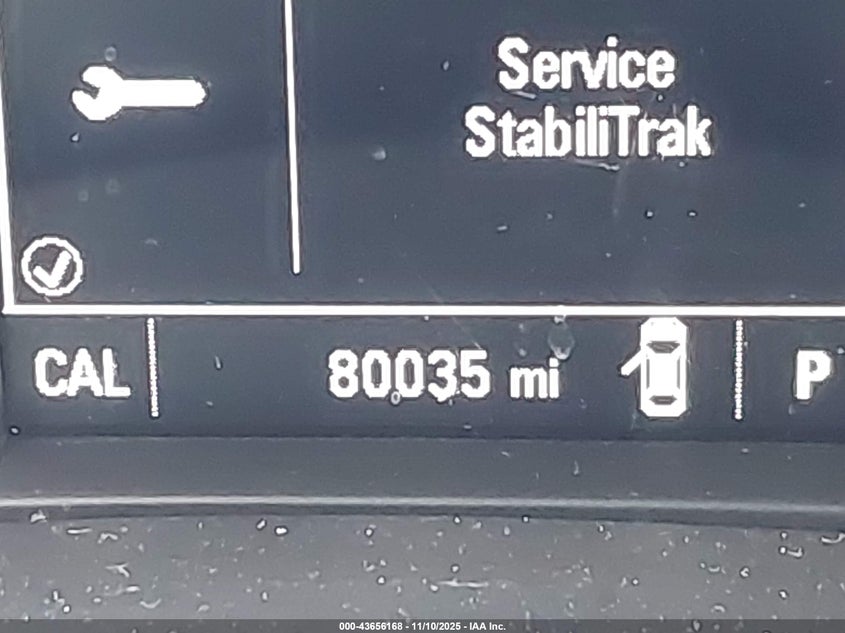 Service
StabiliTrak
CAL 80035 mi P
000-43656168 - 11/10/2025 - IAA Inc.